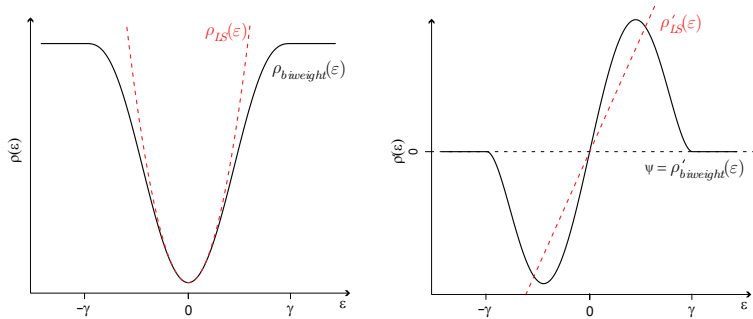 ρ_LS(ε)
ρ_biweight(ε)
ρ(ε)
−γ 0 γ ε
ρ′_LS(ε)
ρ(ε)
0
ψ = ρ′_biweight(ε)
−γ 0 γ ε